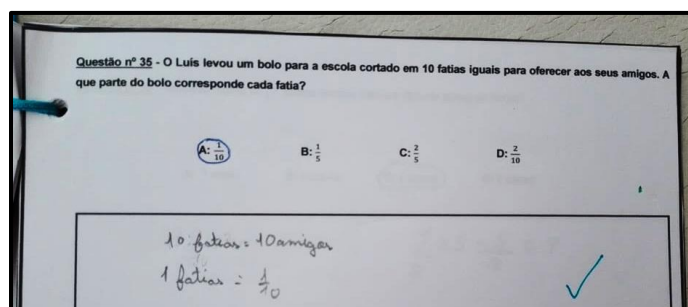 Questão nº 35 - O Luís levou um bolo para a escola cortado em 10 fatias iguais para oferecer aos seus amigos. A
que parte do bolo corresponde cada fatia?
A: 1/10 B: 1/5 C: 2/5 D: 2/10
10 fatias = 10 amigos
1 fatias = 1/10